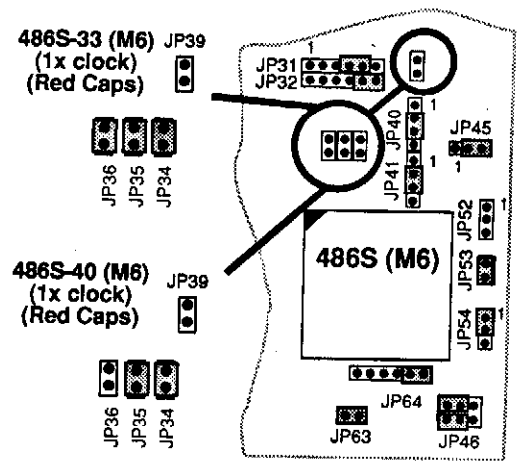 486S-33 (M6) JP39
(1x clock)
(Red Caps)
JP36 JP35 JP34
486S-40 (M6) JP39
(1x clock)
(Red Caps)
JP36 JP35 JP34
1
JP31
JP32
JP40 1
JP41 1
JP45
1
JP52 1
JP53
JP54 1
486S (M6)
JP64
JP63
JP46